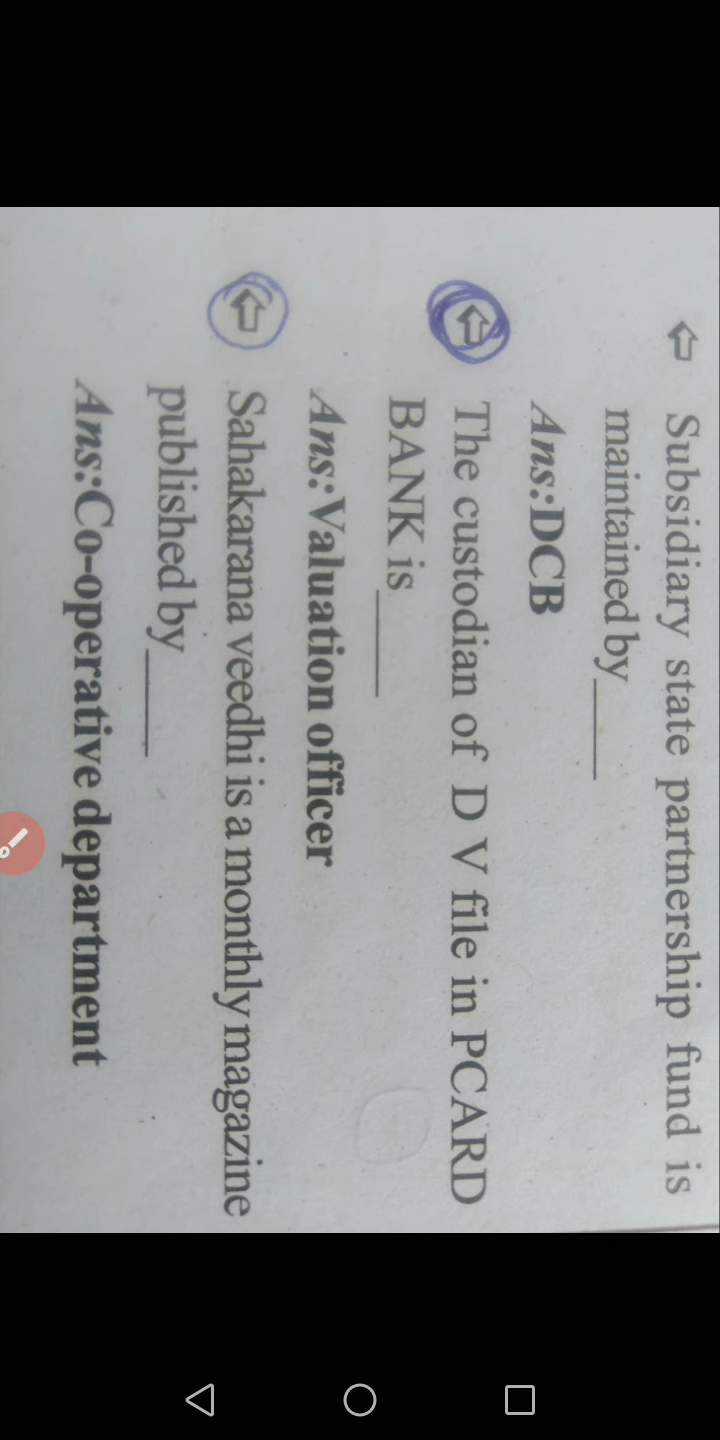 Subsidiary state partnership fund is
maintained by____
Ans:DCB
The custodian of D V file in PCARD
BANK is____
Ans:Valuation officer
Sahakarana veedhi is a monthly magazine
published by____
Ans:Co-operative department